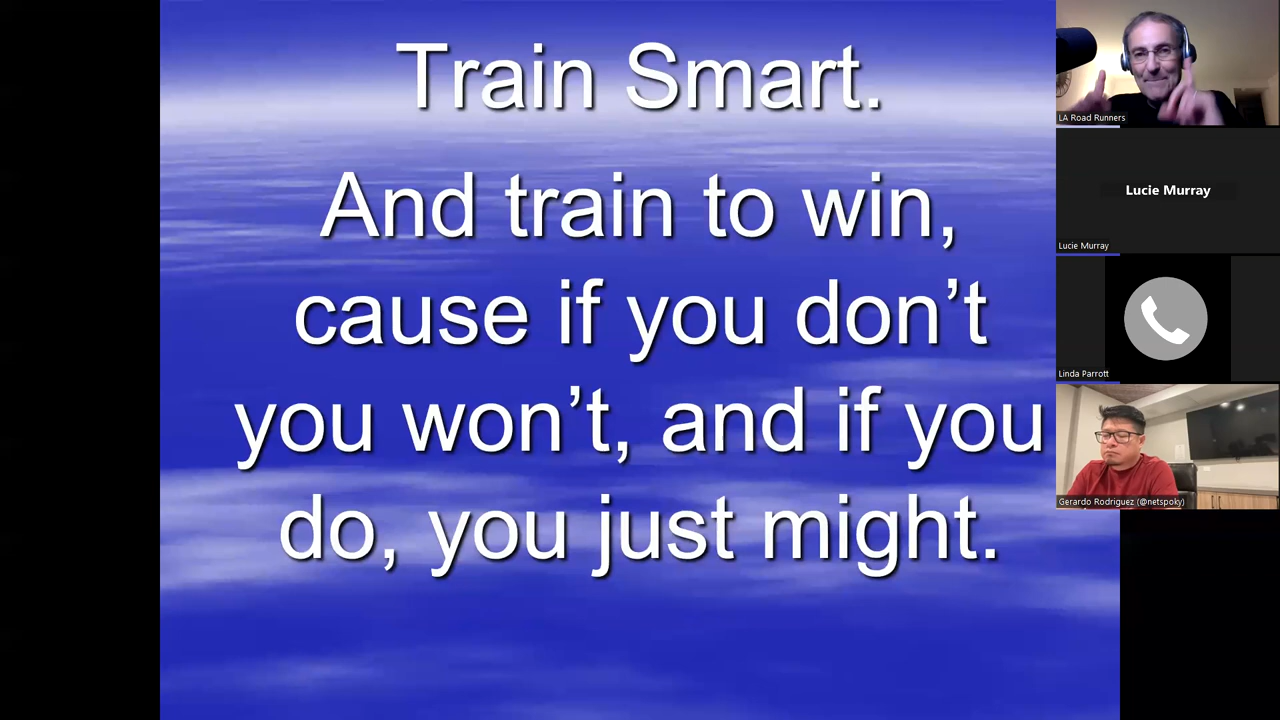 Train Smart.
And train to win,
cause if you don’t
you won’t, and if you
do, you just might.
LA Road Runners
Lucie Murray
Lucie Murray
Linda Parrott
Gerardo Rodriguez (@netspoky)